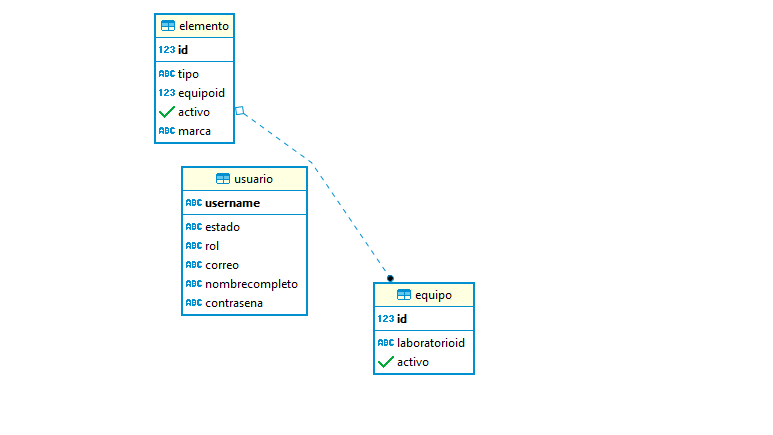 elemento
123 id
ABC tipo
123 equipoid
activo
ABC marca
usuario
ABC username
ABC estado
ABC rol
ABC correo
ABC nombrecompleto
ABC contrasena
equipo
123 id
ABC laboratorioid
activo